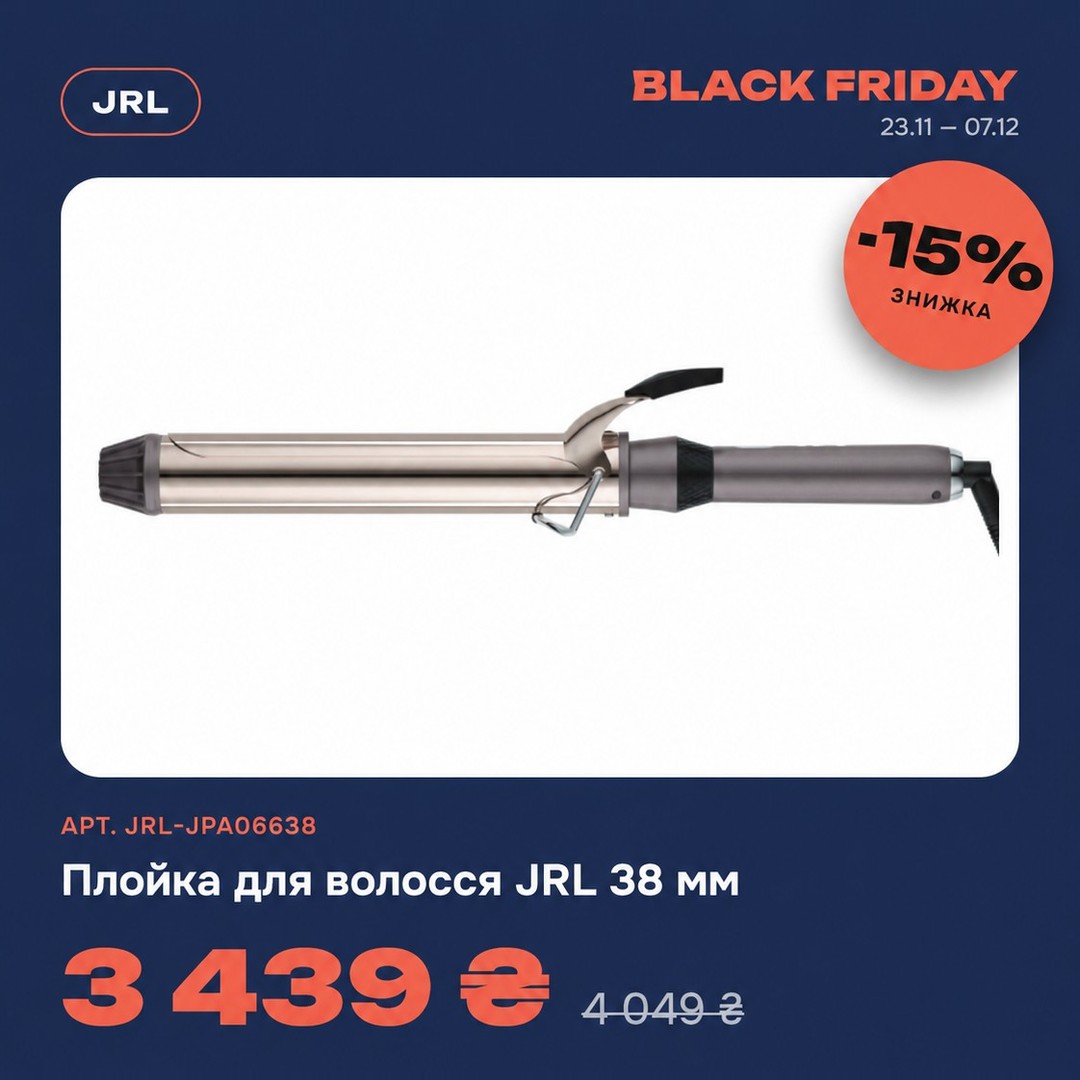 JRL
BLACK FRIDAY
23.11 – 07.12
-15%
ЗНИЖКА
АРТ. JRL-JPA06638
Плойка для волосся JRL 38 мм
3 439 ₴ 4 049 ₴